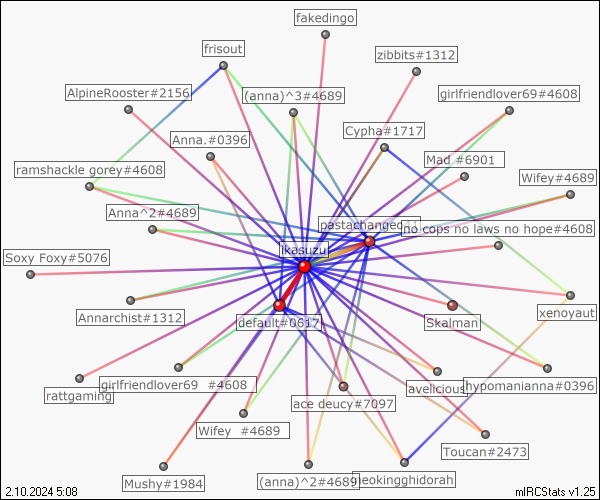 fakedingo
frisout
zibbits#1312
AlpineRooster#2156
(anna)^3#4689
girlfriendlover69#4608
Anna.#0396
Cypha#1717
Mad #6901
ramshackle gorey#4608
Wifey#4689
Anna^2#4689
no cops no laws no hope#4608
ikasuzu
Soxy Foxy#5076
Annarchist#1312
default#0617
Skalman
xenoyaut
rattgaming
girlfriendlover69 #4608
avelicious
hypomanianna#0396
ace deucy#7097
Wifey #4689
Toucan#2473
Mushy#1984
(anna)^2#4689
2.10.2024 5:08
mIRCStats v1.25